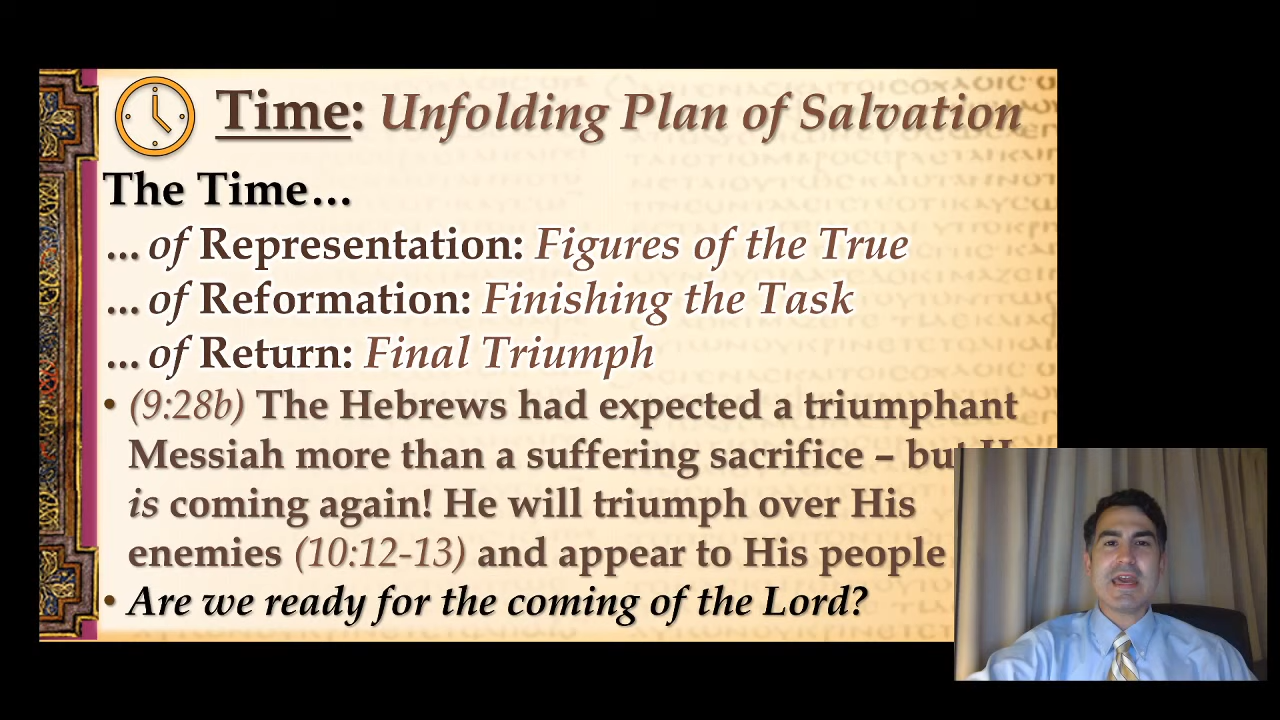 Time: Unfolding Plan of Salvation
The Time…
…of Representation: Figures of the True
…of Reformation: Finishing the Task
…of Return: Final Triumph
• (9:28b) The Hebrews had expected a triumphant
Messiah more than a suffering sacrifice – but
is coming again! He will triumph over His
enemies (10:12-13) and appear to His people
• Are we ready for the coming of the Lord?